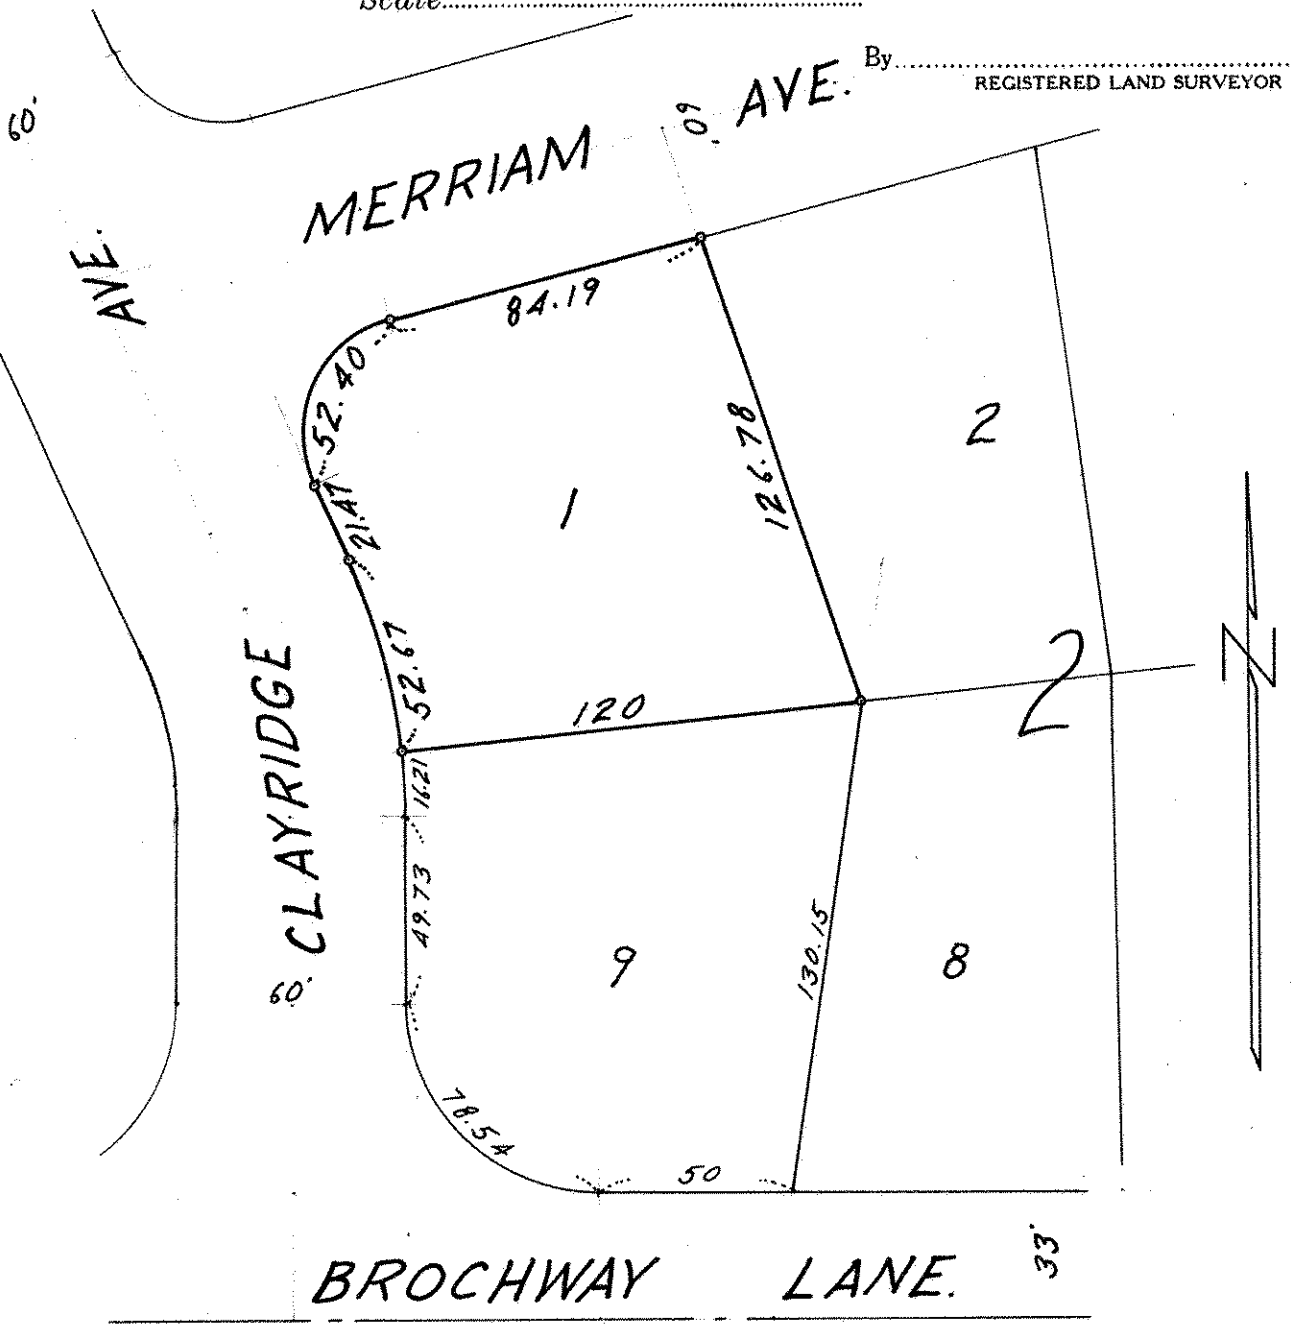 Scale
By
REGISTERED LAND SURVEYOR
60'
MERRIAM AVE.
60'
CLAYRIDGE AVE.
84.19
52.40
21.47
52.67
126.78
120
1
2
2
16.21
49.73
60'
9
130.15
8
78.54
50
BROCHWAY LANE.
33'
N